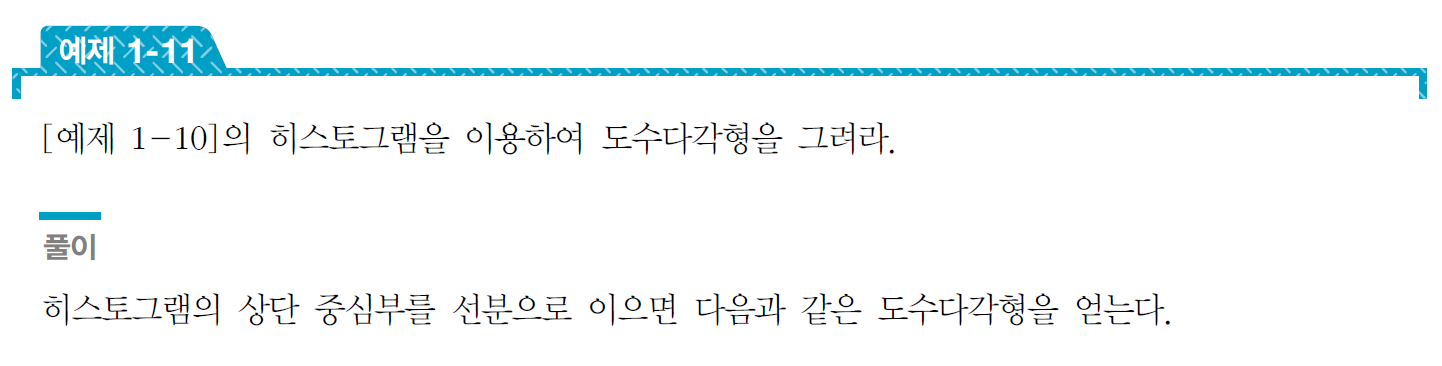 예제 1-11
[예제 1-10]의 히스토그램을 이용하여 도수다각형을 그려라.
풀이
히스토그램의 상단 중심부를 선분으로 이으면 다음과 같은 도수다각형을 얻는다.